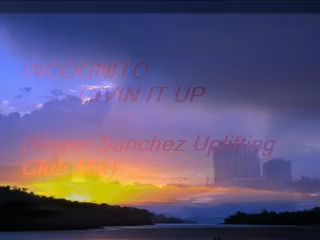 INCOGNITO
LIVIN IT UP
(Roger Sanchez Uplifting
Club Mix)